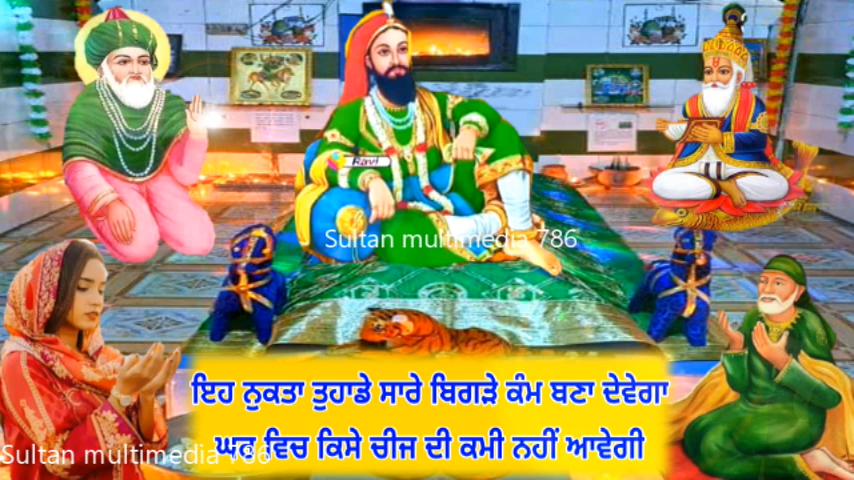 Ravi
Sultan multimedia 786
ਇਹ ਨੁਕਤਾ ਤੁਹਾਡੇ ਸਾਰੇ ਬਿਗੜੇ ਕੰਮ ਬਣਾ ਦੇਵੇਗਾ
ਘਰ ਵਿਚ ਕਿਸੇ ਚੀਜ ਦੀ ਕਮੀ ਨਹੀਂ ਆਵੇਗੀ
Sultan multimedia 786